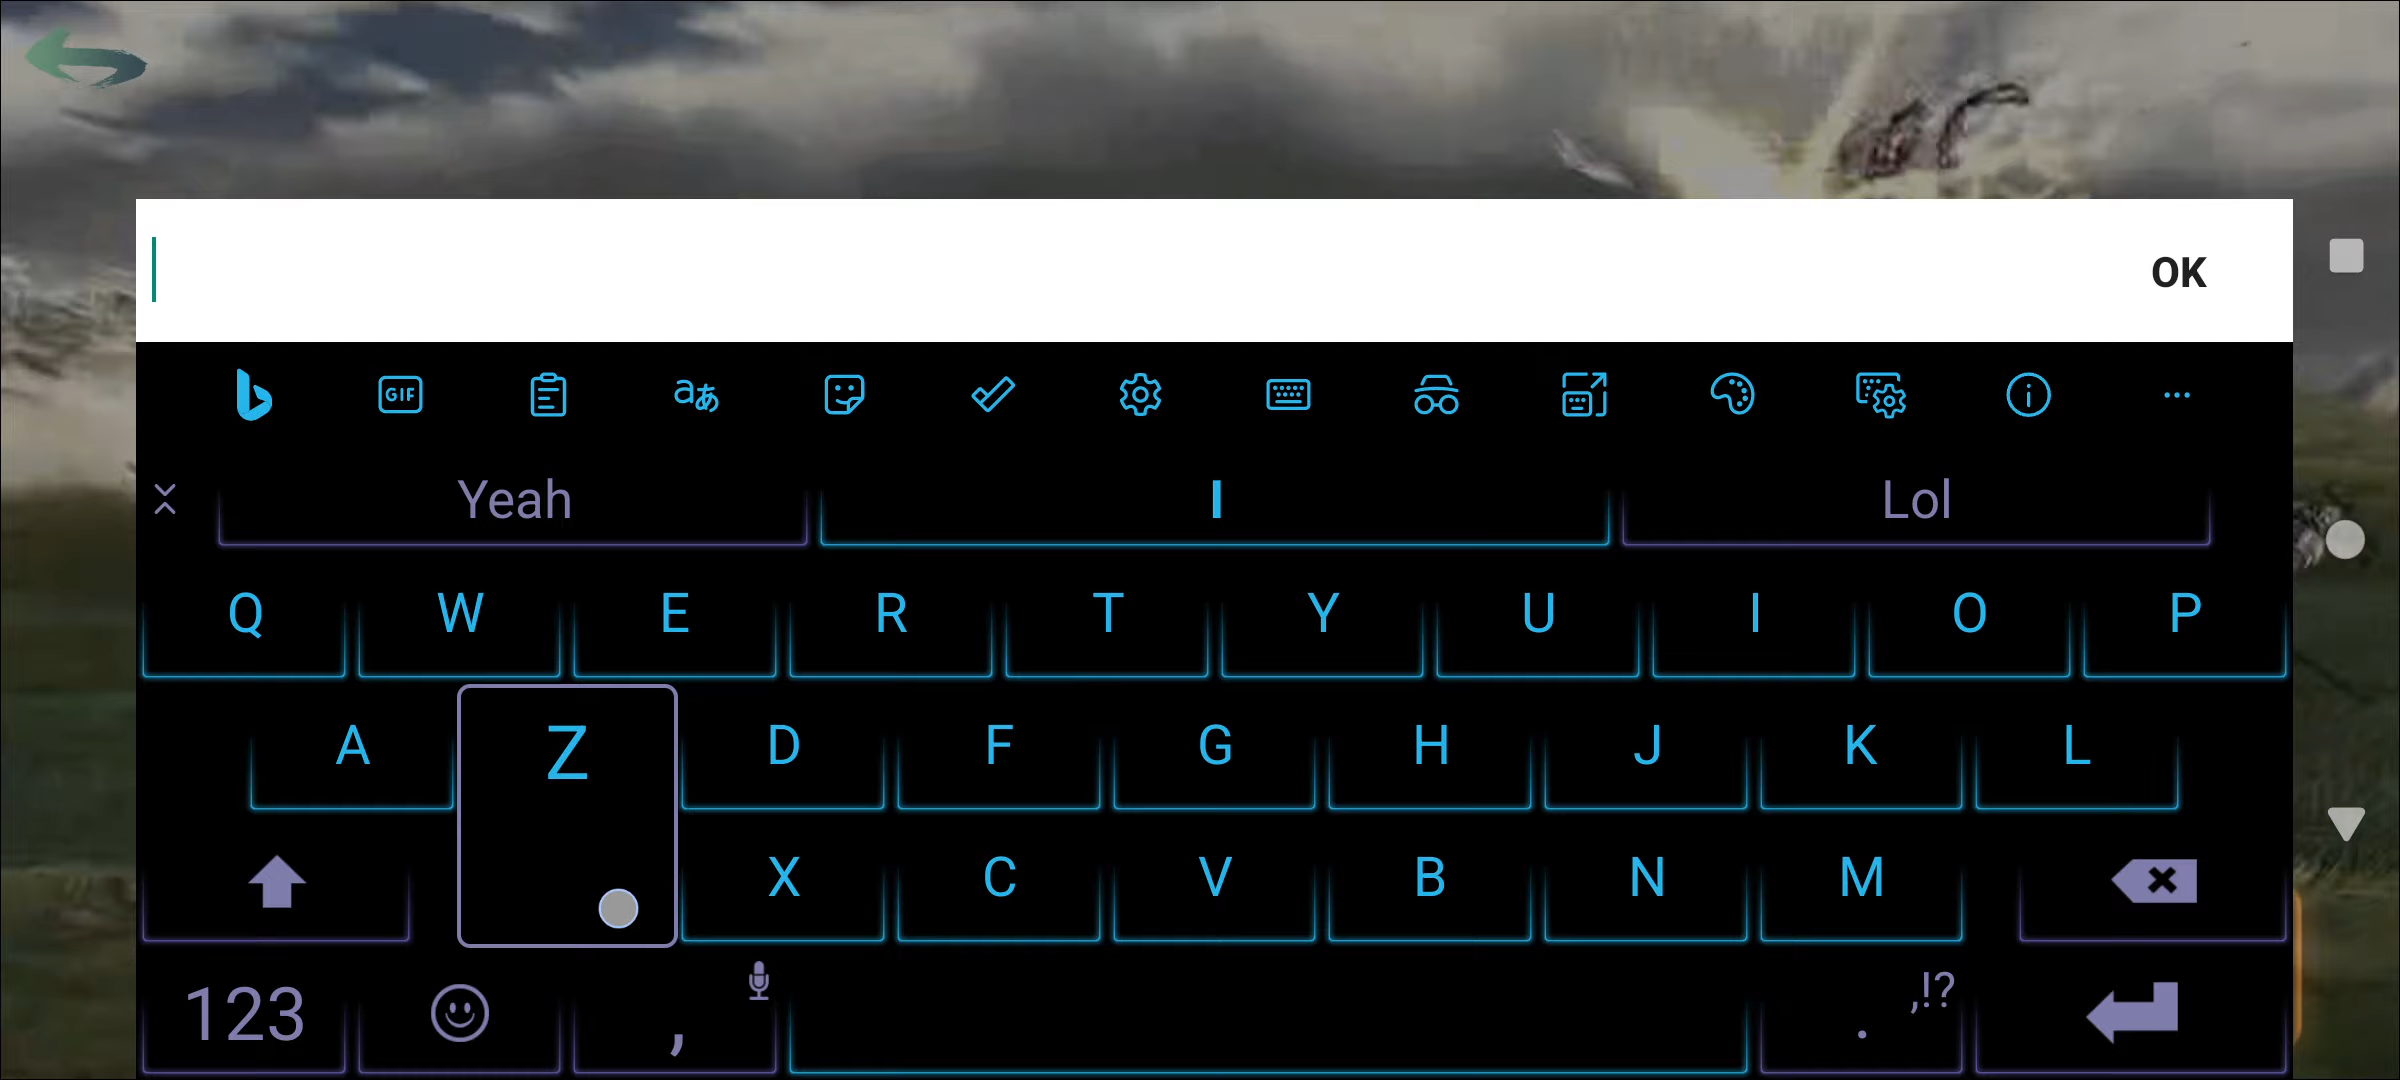 OK
GIF aあ
Yeah I Lol
Q W E R T Y U I O P
A Z D F G H J K L
X C V B N M
123 , . ,!?